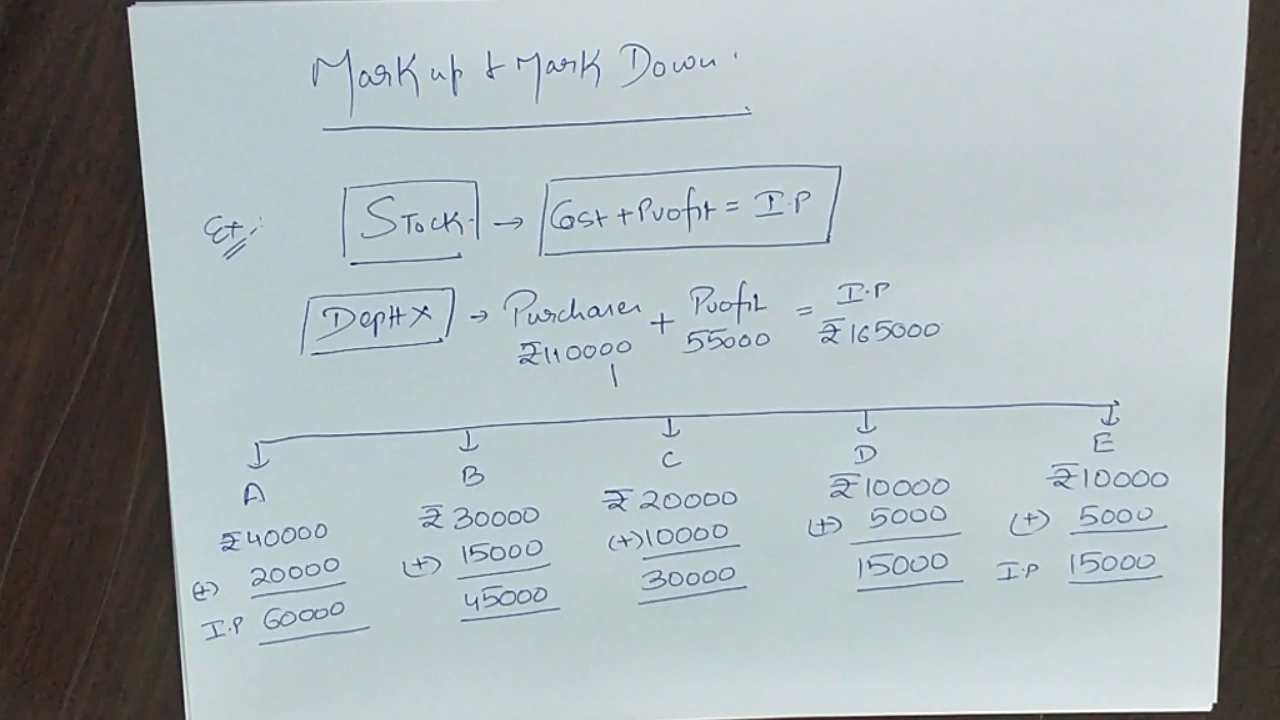 Mark up & Mark Down.
Ex:- STock. → Cost + Profit = I.P
Dept X → Purchases + Profit = I.P
₹110000 55000 ₹165000
A B C D E
₹40000 ₹30000 ₹20000 ₹10000 ₹10000
(+) 20000 (+) 15000 (+) 10000 (+) 5000 (+) 5000
I.P 60000 45000 30000 15000 I.P 15000